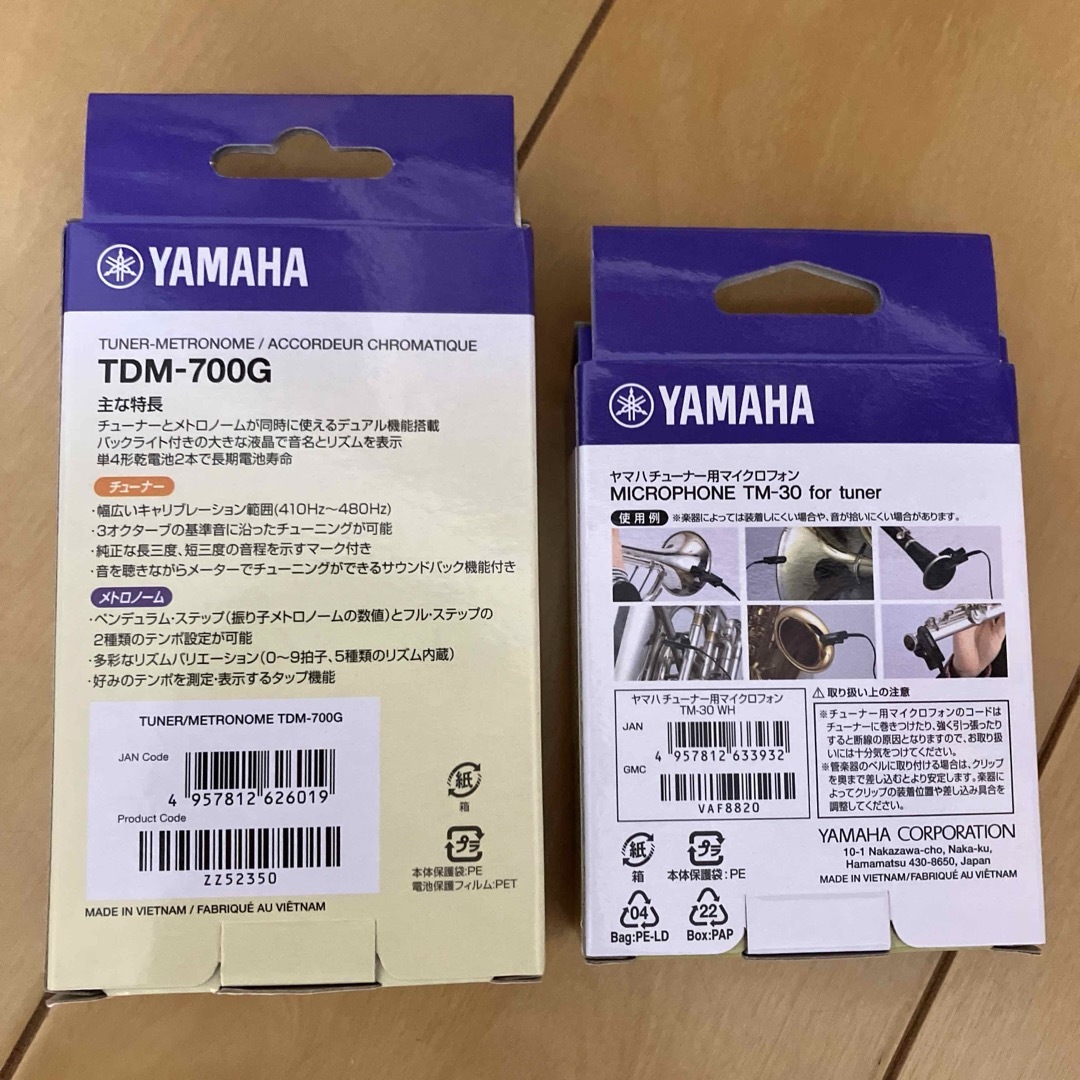 YAMAHA
TUNER-METRONOME / ACCORDEUR CHROMATIQUE
TDM-700G
主な特長
チューナーとメトロノームが同時に使えるデュアル機能搭載
バックライト付きの大きな液晶で音名とリズムを表示
単4形乾電池2本で長期電池寿命
チューナー
・幅広いキャリブレーション範囲(410Hz～480Hz)
・3オクターブの基準音に沿ったチューニングが可能
・純正な長三度、短三度の音程を示すマーク付き
・音を聴きながらメーターでチューニングができるサウンドバック機能付き
メトロノーム
・ペンデュラム・ステップ(振り子メトロノームの数値)とフル・ステップの
2種類のテンポ設定が可能
・多彩なリズムバリエーション(0～9拍子、5種類のリズム内蔵)
・好みのテンポを測定・表示するタップ機能
TUNER/METRONOME TDM-700G
JAN Code
4 957812 626019
Product Code
ZZ52350
紙
箱
プラ
本体保護袋:PE
電池保護フィルム:PET
MADE IN VIETNAM / FABRIQUÉ AU VIÊTNAM
YAMAHA
ヤマハチューナー用マイクロフォン
MICROPHONE TM-30 for tuner
使用例 ※楽器によっては装着しにくい場合や、音が拾いにくい場合があります。
ヤマハチューナー用マイクロフォン
TM-30 WH
JAN
4 957812 633932
GMC
VAF8820
⚠ 取り扱い上の注意
※チューナー用マイクロフォンのコードは
チューナーに巻きつけたり、強く引っ張ったり
すると断線の原因となりますので、お取り扱
いには十分気をつけてください。
※管楽器のベルに取り付ける場合は、クリップ
を奥まで差し込むとより安定します。楽器に
よってクリップの装着位置や差し込み具合を
調整してください。
紙
箱
プラ
本体保護袋:PE
04
Bag:PE-LD
22
Box:PAP
YAMAHA CORPORATION
10-1 Nakazawa-cho, Naka-ku,
Hamamatsu 430-8650, Japan
MADE IN VIETNAM/FABRIQUÉ AU VIÊTNAM